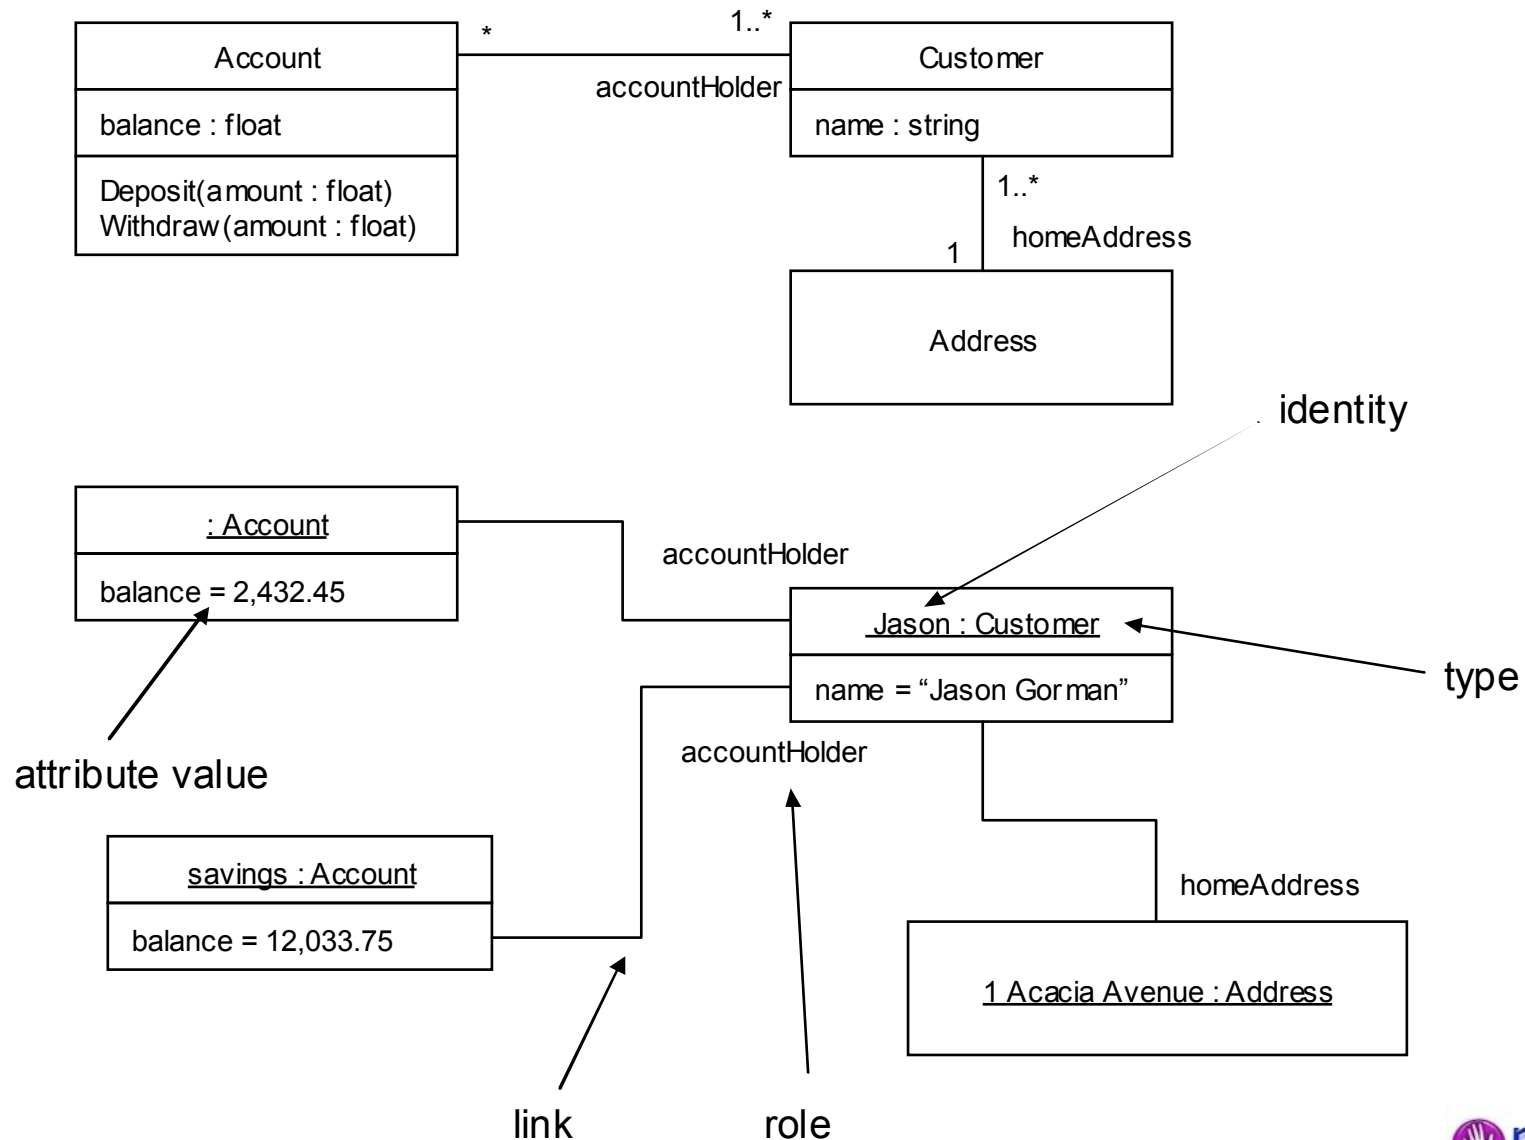 Account
balance : float
Deposit(amount : float)
Withdraw(amount : float)
*
1..*
accountHolder
Customer
name : string
1..*
homeAddress
1
Address
identity
: Account
balance = 2,432.45
accountHolder
Jason : Customer
name = “Jason Gorman”
type
attribute value
accountHolder
savings : Account
balance = 12,033.75
homeAddress
1 Acacia Avenue : Address
link
role